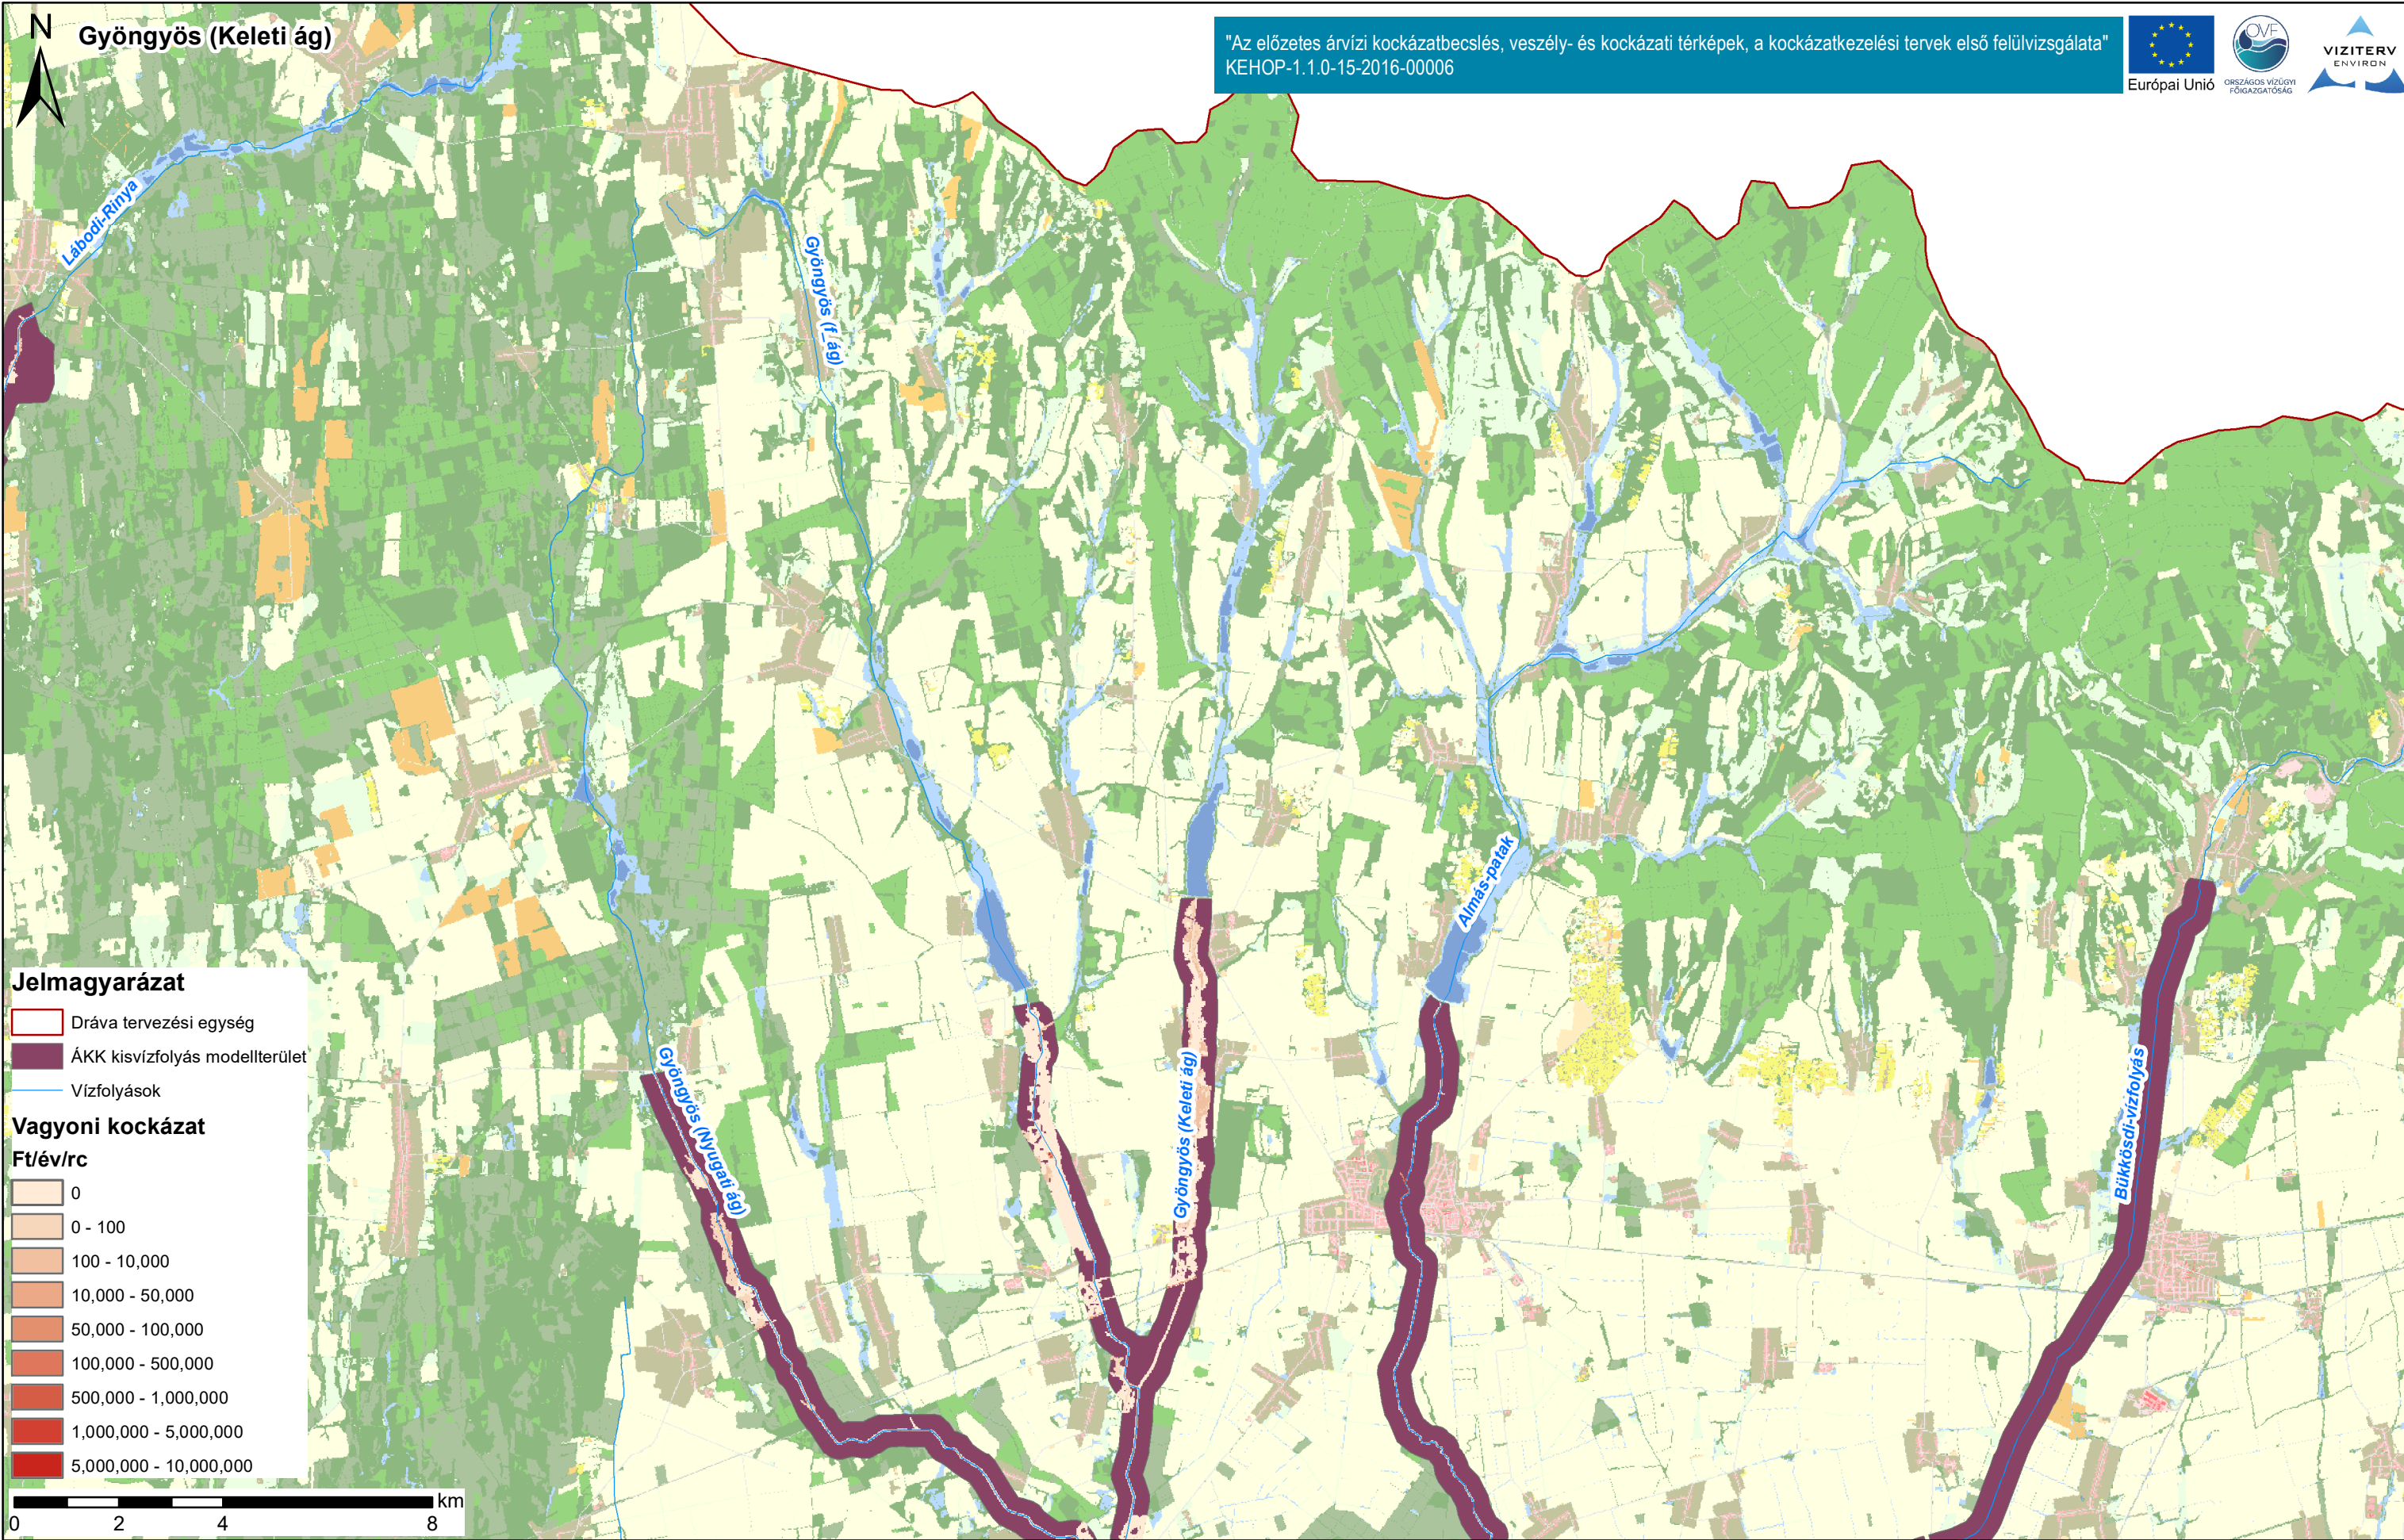 N
Gyöngyös (Keleti ág)
"Az előzetes árvízi kockázatbecslés, veszély- és kockázati térképek, a kockázatkezelési tervek első felülvizsgálata"
KEHOP-1.1.0-15-2016-00006
Európai Unió
OVF
ORSZÁGOS VÍZÜGYI
FŐIGAZGATÓSÁG
VIZITERV
ENVIRON
Lábodi-Rinya
Gyöngyös (f_ág)
Almás-patak
Gyöngyös (Nyugati ág)
Gyöngyös (Keleti ág)
Bükkösdi-vízfolyás
Jelmagyarázat
Dráva tervezési egység
ÁKK kisvízfolyás modellterület
Vízfolyások
Vagyoni kockázat
Ft/év/rc
0
0 - 100
100 - 10,000
10,000 - 50,000
50,000 - 100,000
100,000 - 500,000
500,000 - 1,000,000
1,000,000 - 5,000,000
5,000,000 - 10,000,000
km
0 2 4 8